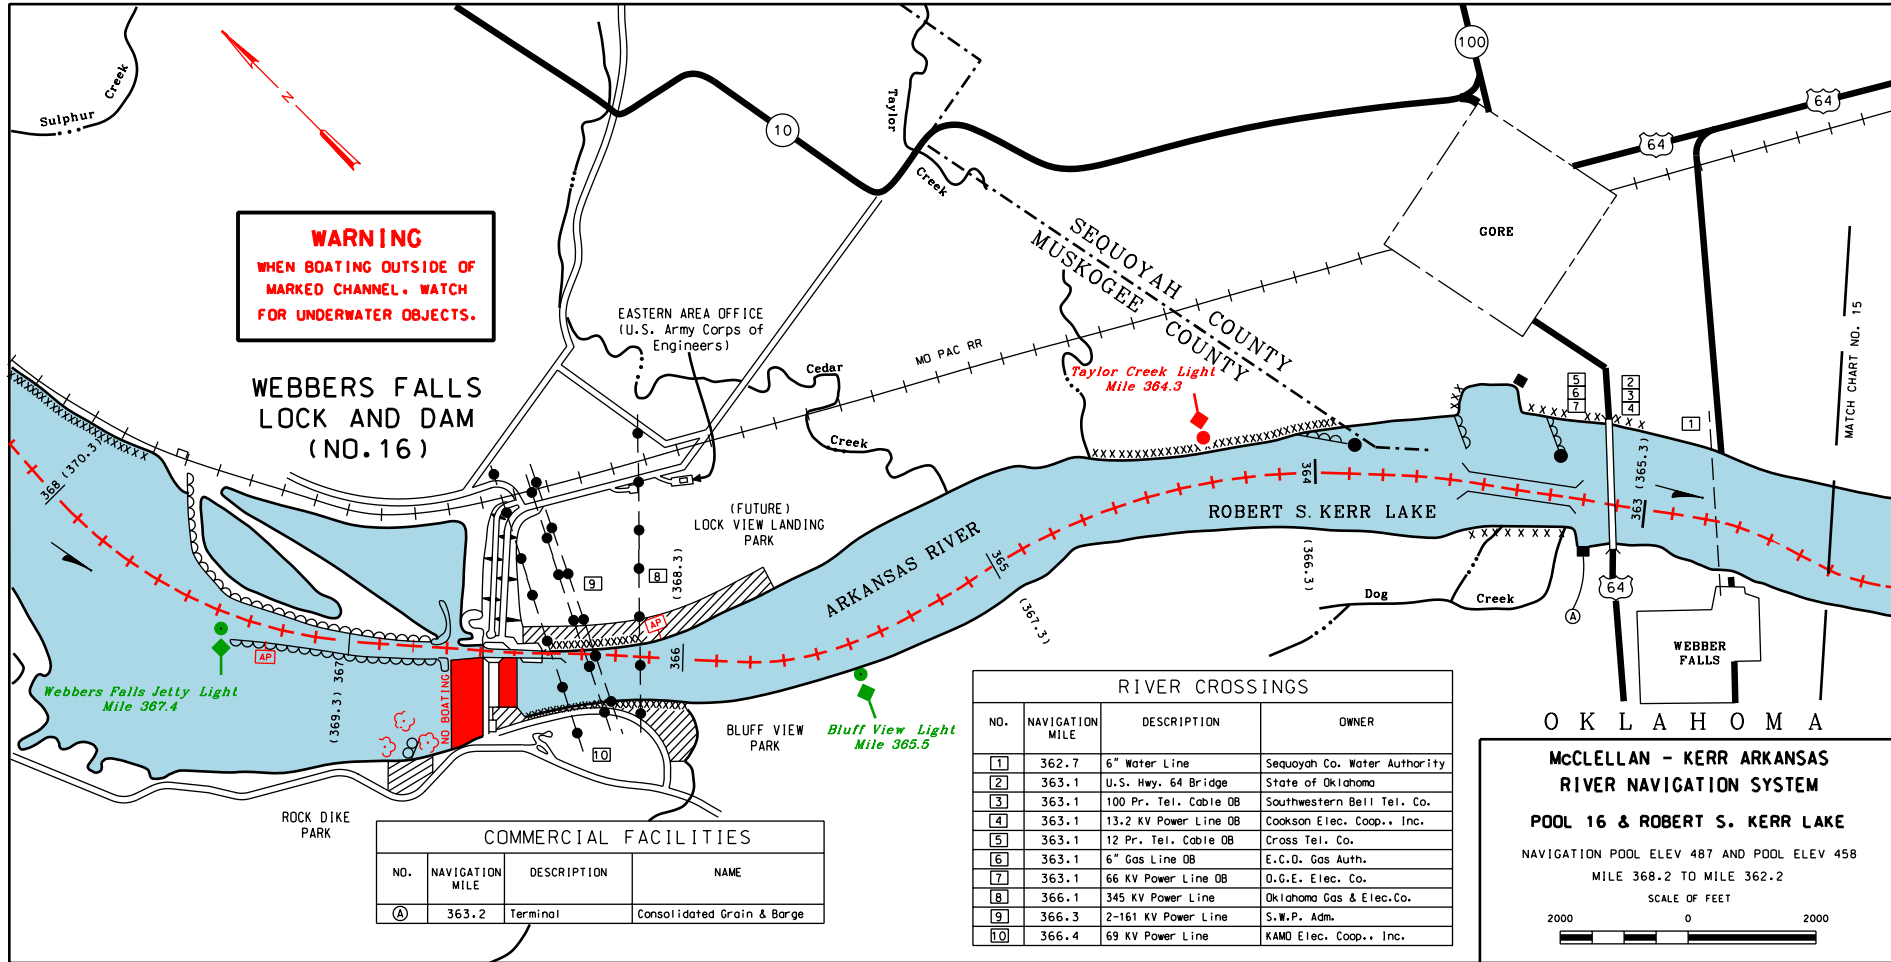 Sulphur
Creek
N
10
Taylor
Creek
100
64
64
WARNING
WHEN BOATING OUTSIDE OF
MARKED CHANNEL. WATCH
FOR UNDERWATER OBJECTS.
SEQUOYAH COUNTY
MUSKOGEE COUNTY
GORE
MATCH CHART NO. 15
EASTERN AREA OFFICE
(U.S. Army Corps of
Engineers)
MO PAC RR
Cedar
Creek
Taylor Creek Light
Mile 364.3
WEBBERS FALLS
LOCK AND DAM
(NO.16)
5
6
7
2
3
4
1
368 (370.3)
364
363 (365.3)
(FUTURE)
LOCK VIEW LANDING
PARK
ARKANSAS RIVER
ROBERT S. KERR LAKE
365
(366.3)
(367.3)
9
8
(368.3)
AP
366
Dog
Creek
A
64
WEBBER
FALLS
AP
Webbers Falls Jetty Light
Mile 367.4
(369.3) 367
NO BOATING
10
BLUFF VIEW
PARK
Bluff View Light
Mile 365.5
ROCK DIKE
PARK
OKLAHOMA
COMMERCIAL FACILITIES
NO. NAVIGATION MILE DESCRIPTION NAME
A 363.2 Terminal Consolidated Grain & Barge
RIVER CROSSINGS
NO. NAVIGATION MILE DESCRIPTION OWNER
1 362.7 6" Water Line Sequoyah Co. Water Authority
2 363.1 U.S. Hwy. 64 Bridge State of Oklahoma
3 363.1 100 Pr. Tel. Cable OB Southwestern Bell Tel. Co.
4 363.1 13.2 KV Power Line OB Cookson Elec. Coop., Inc.
5 363.1 12 Pr. Tel. Cable OB Cross Tel. Co.
6 363.1 6" Gas Line OB E.C.O. Gas Auth.
7 363.1 66 KV Power Line OB O.G.E. Elec. Co.
8 366.1 345 KV Power Line Oklahoma Gas & Elec.Co.
9 366.3 2-161 KV Power Line S.W.P. Adm.
10 366.4 69 KV Power Line KAMO Elec. Coop., Inc.
McCLELLAN - KERR ARKANSAS
RIVER NAVIGATION SYSTEM
POOL 16 & ROBERT S. KERR LAKE
NAVIGATION POOL ELEV 487 AND POOL ELEV 458
MILE 368.2 TO MILE 362.2
SCALE OF FEET
2000 0 2000